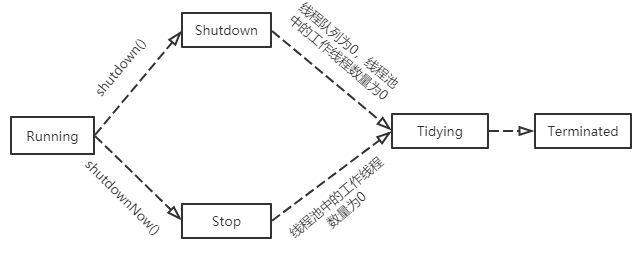 Shutdown
shutdown()
线程队列为0，线程池
中的工作线程数量为0
Running
Tidying
Terminated
shutdownNow()
Stop
线程池中的工作线程
数量为0